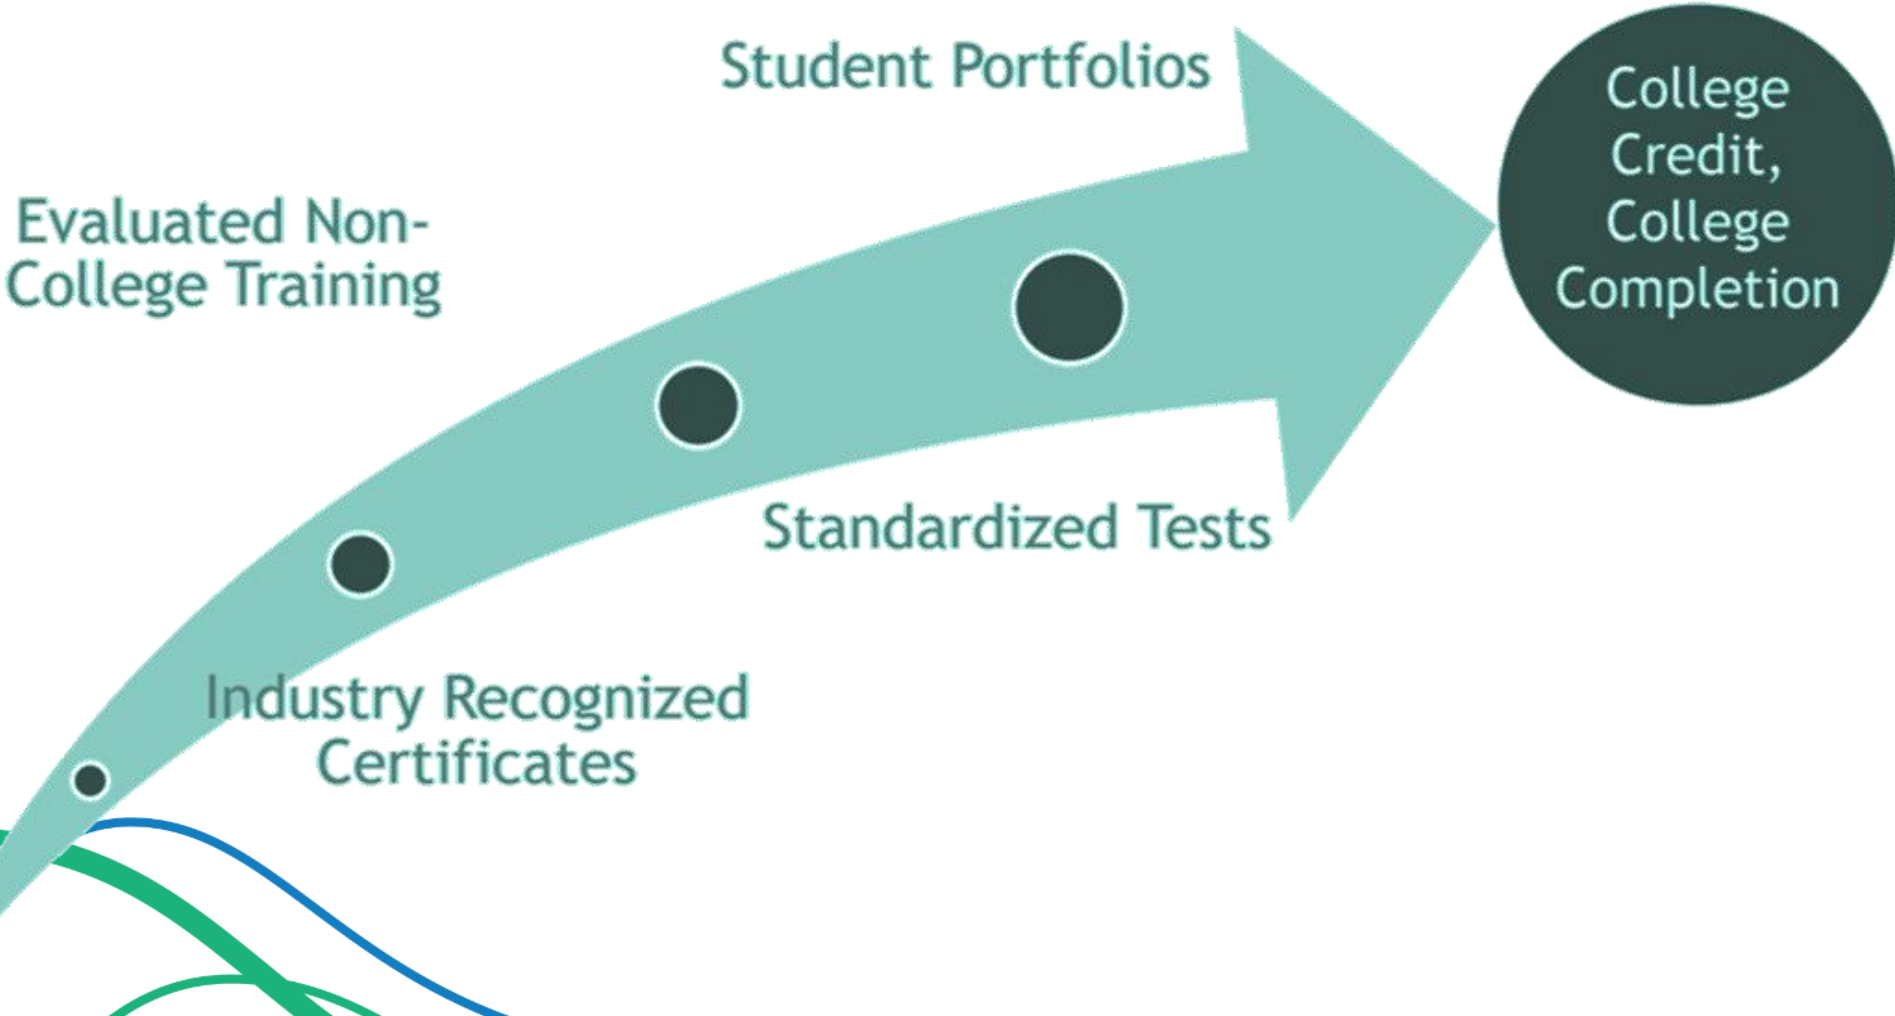 Student Portfolios
College
Credit,
College
Completion
Evaluated Non-
College Training
Standardized Tests
Industry Recognized
Certificates